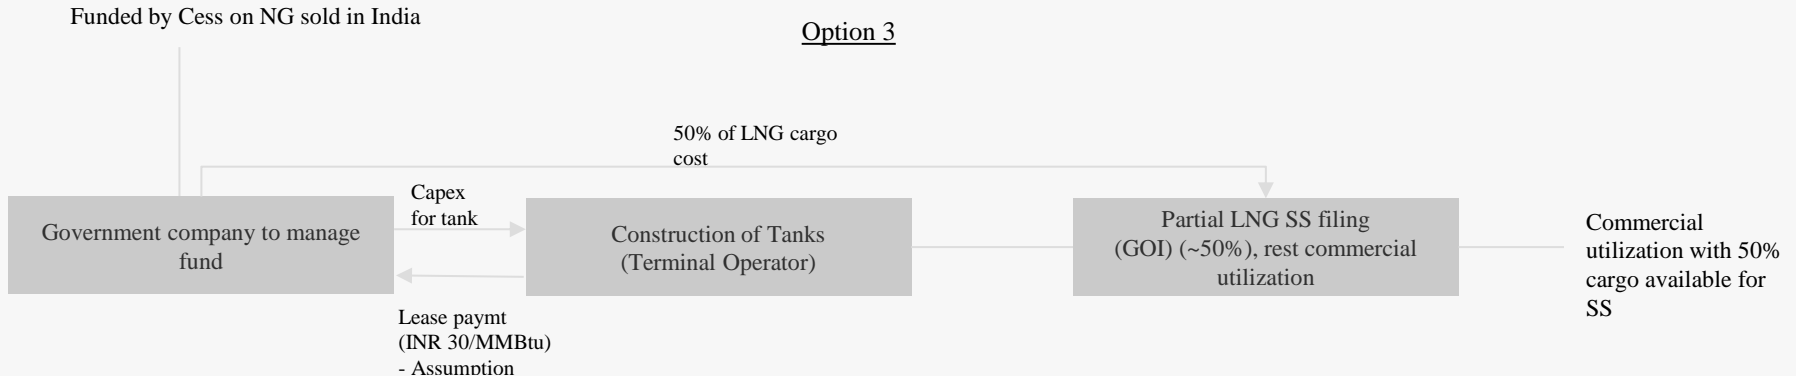 Funded by Cess on NG sold in India
Option 3
50% of LNG cargo
cost
Capex
for tank
Government company to manage
fund
Construction of Tanks
(Terminal Operator)
Partial LNG SS filing
(GOI) (~50%), rest commercial
utilization
Commercial
utilization with 50%
cargo available for
SS
Lease paymt
(INR 30/MMBtu)
- Assumption